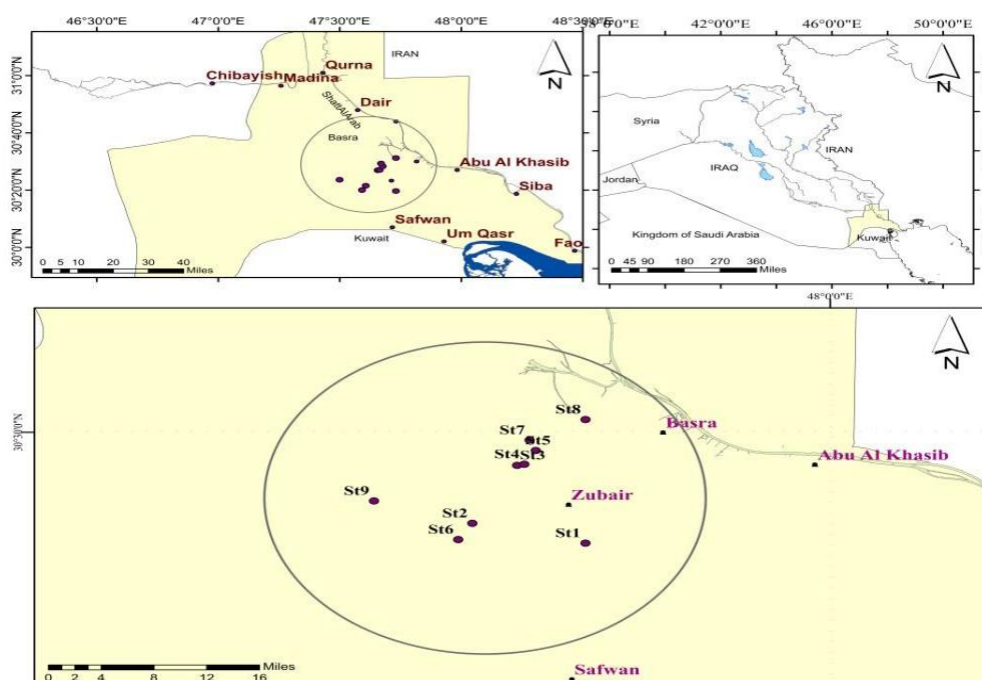 46°30'0"E 47°0'0"E 47°30'0"E 48°0'0"E 48°30'0"E
31°0'0"N
30°40'0"N
30°20'0"N
30°0'0"N
IRAN
N
Qurna
Chibayish
Madina
Dair
ShattAlArab
Basra
Abu Al Khasib
Siba
Safwan
Kuwait
Um Qasr
Fao
0 5 10 20 30 40
Miles
42°0'0"E 46°0'0"E 50°0'0"E
N
Syria
IRAN
IRAQ
Jordan
Kuwait
Kingdom of Saudi Arabia
0 45 90 180 270 360
Miles
48°0'0"E
30°30'0"N
N
St8
Basra
St7
St5
St4
St3
Abu Al Khasib
St9
Zubair
St2
St6
St1
0 2 4 8 12 16
Miles
Safwan